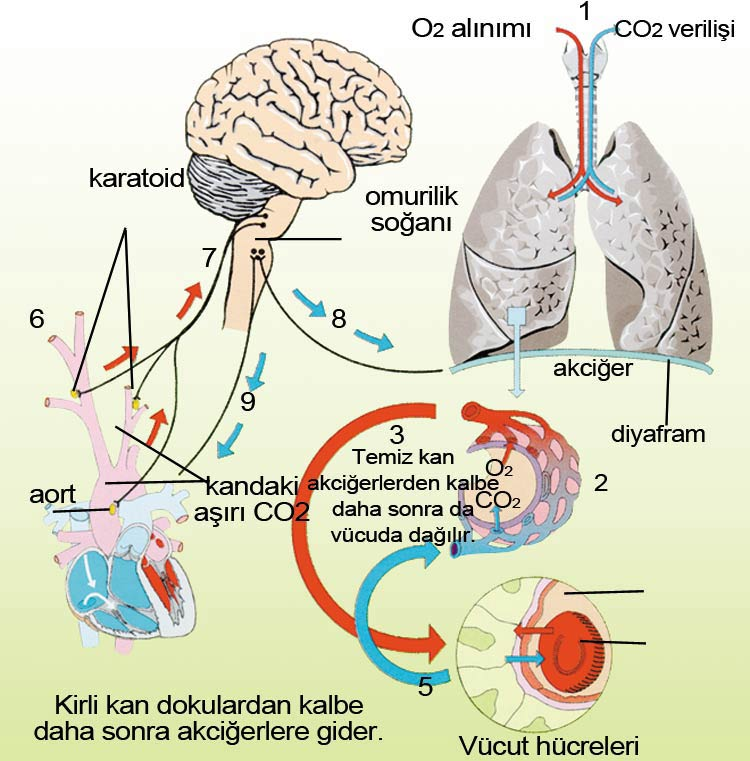 1
O2 alınımı
CO2 verilişi
karatoid
omurilik
soğanı
7
6
8
akciğer
9
diyafram
3
Temiz kan
akciğerlerden kalbe
daha sonra da
vücuda dağılır.
O2
CO2
2
aort
kandaki
aşırı CO2
5
Kirli kan dokulardan kalbe
daha sonra akciğerlere gider.
Vücut hücreleri